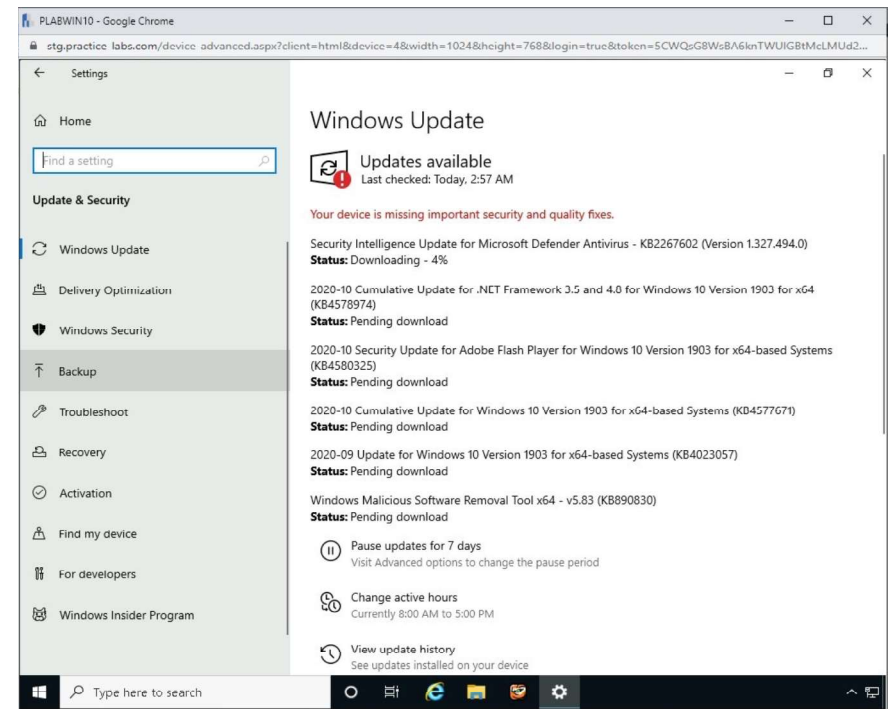 PLABWIN10 - Google Chrome
stg.practice-labs.com/device-advanced.aspx?client=html&device=4&width=1024&height=768&login=true&token=
Settings
Home
Find a setting
Update & Security
Windows Update
Delivery Optimization
Windows Security
Backup
Troubleshoot
Recovery
Activation
Find my device
For developers
Windows Insider Program
Windows Update
Updates available
Last checked: Today, 2:57 AM
Your device is missing important security and quality fixes.
Security Intelligence Update for Microsoft Defender Antivirus - KB2267602 (Version 1.327.494.0)
Status: Downloading - 4%
2020-10 Cumulative Update for .NET Framework 3.5 and 4.8 for Windows 10 Version 1903 for x64
(KB4578974)
Status: Pending download
2020-10 Security Update for Adobe Flash Player for Windows 10 Version 1903 for x64-based Systems
(KB4580325)
Status: Pending download
2020-10 Cumulative Update for Windows 10 Version 1903 for x64-based Systems (KB4577671)
Status: Pending download
2020-09 Update for Windows 10 Version 1903 for x64-based Systems (KB4023057)
Status: Pending download
Windows Malicious Software Removal Tool x64 - v5.83 (KB890830)
Status: Pending download
Pause updates for 7 days
Visit Advanced options to change the pause period
Change active hours
Currently 8:00 AM to 5:00 PM
View update history
See updates installed on your device
Type here to search